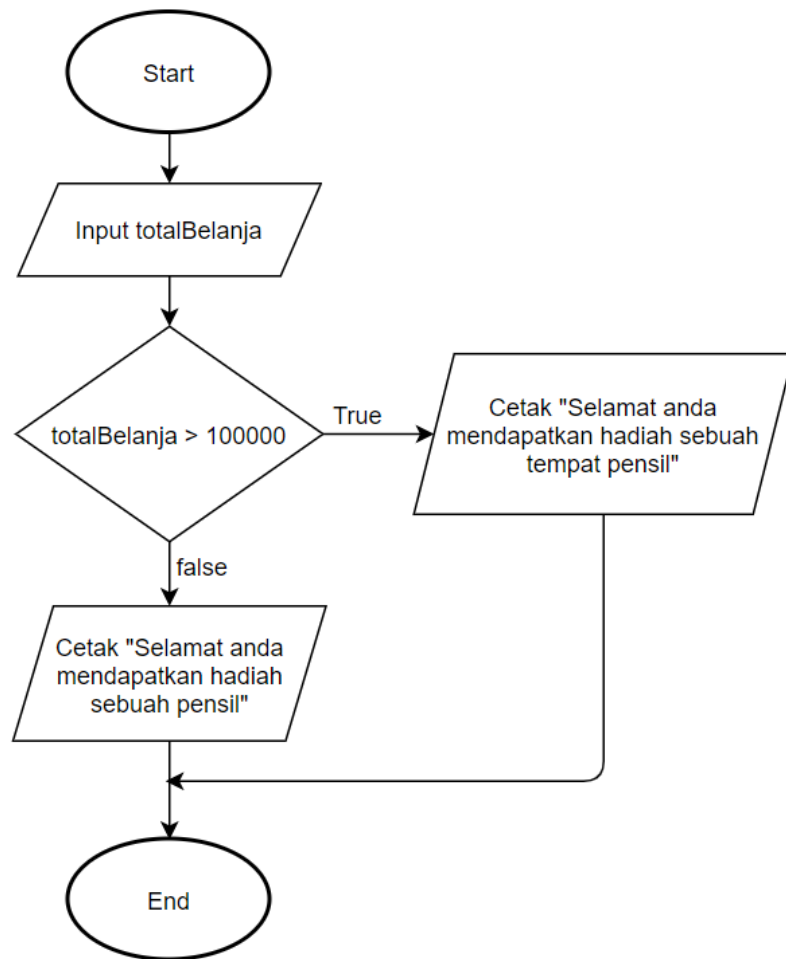 Start
Input totalBelanja
totalBelanja > 100000
True
Cetak "Selamat anda
mendapatkan hadiah sebuah
tempat pensil"
false
Cetak "Selamat anda
mendapatkan hadiah
sebuah pensil"
End